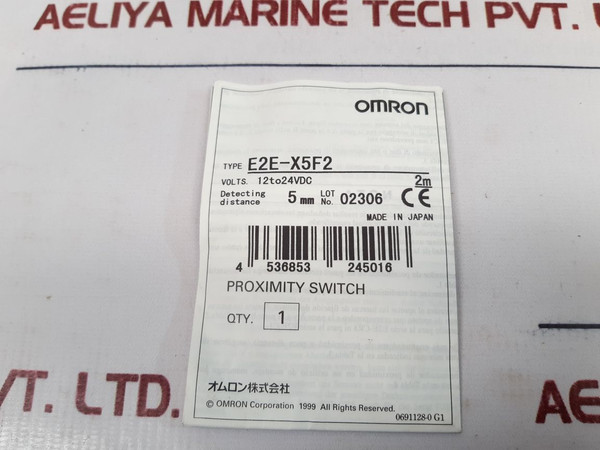 AELIYA MARINE TECH PVT.
OMRON
TYPE E2E-X5F2
VOLTS. 12to24VDC 2m
Detecting distance 5 mm LOT No. 02306 CE
MADE IN JAPAN
4 536853 245016
PROXIMITY SWITCH
QTY. 1
オムロン株式会社
© OMRON Corporation 1999 All Rights Reserved.
0691128-0 G1
PVT. LTD.
AE